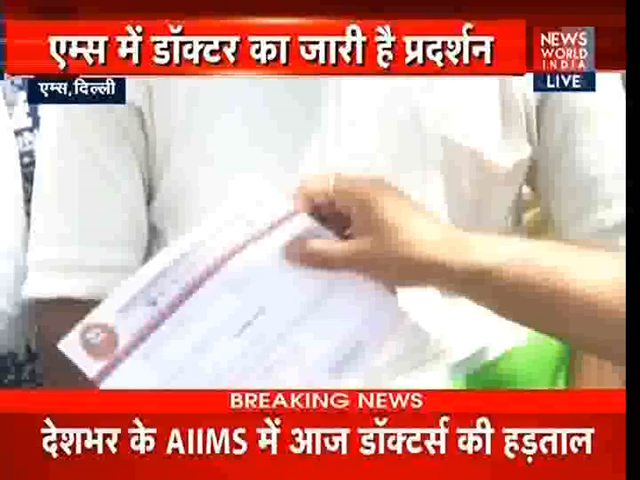 एम्स में डॉक्टर का जारी है प्रदर्शन
NEWS
WORLD
INDIA
LIVE
एम्स,दिल्ली
BREAKING NEWS
देशभर के AIIMS में आज डॉक्टर्स की हड़ताल